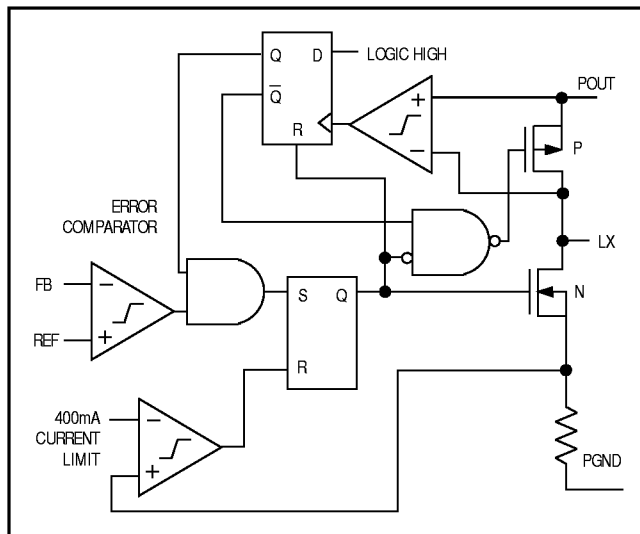 Q D LOGIC HIGH
Q
R
+
−
POUT
P
ERROR
COMPARATOR
LX
FB
−
REF
+
S Q
R
N
400mA
CURRENT
LIMIT
−
+
PGND